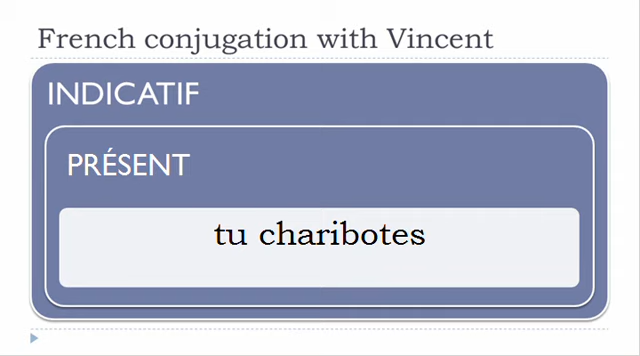 French conjugation with Vincent
INDICATIF
PRÉSENT
tu charibotes